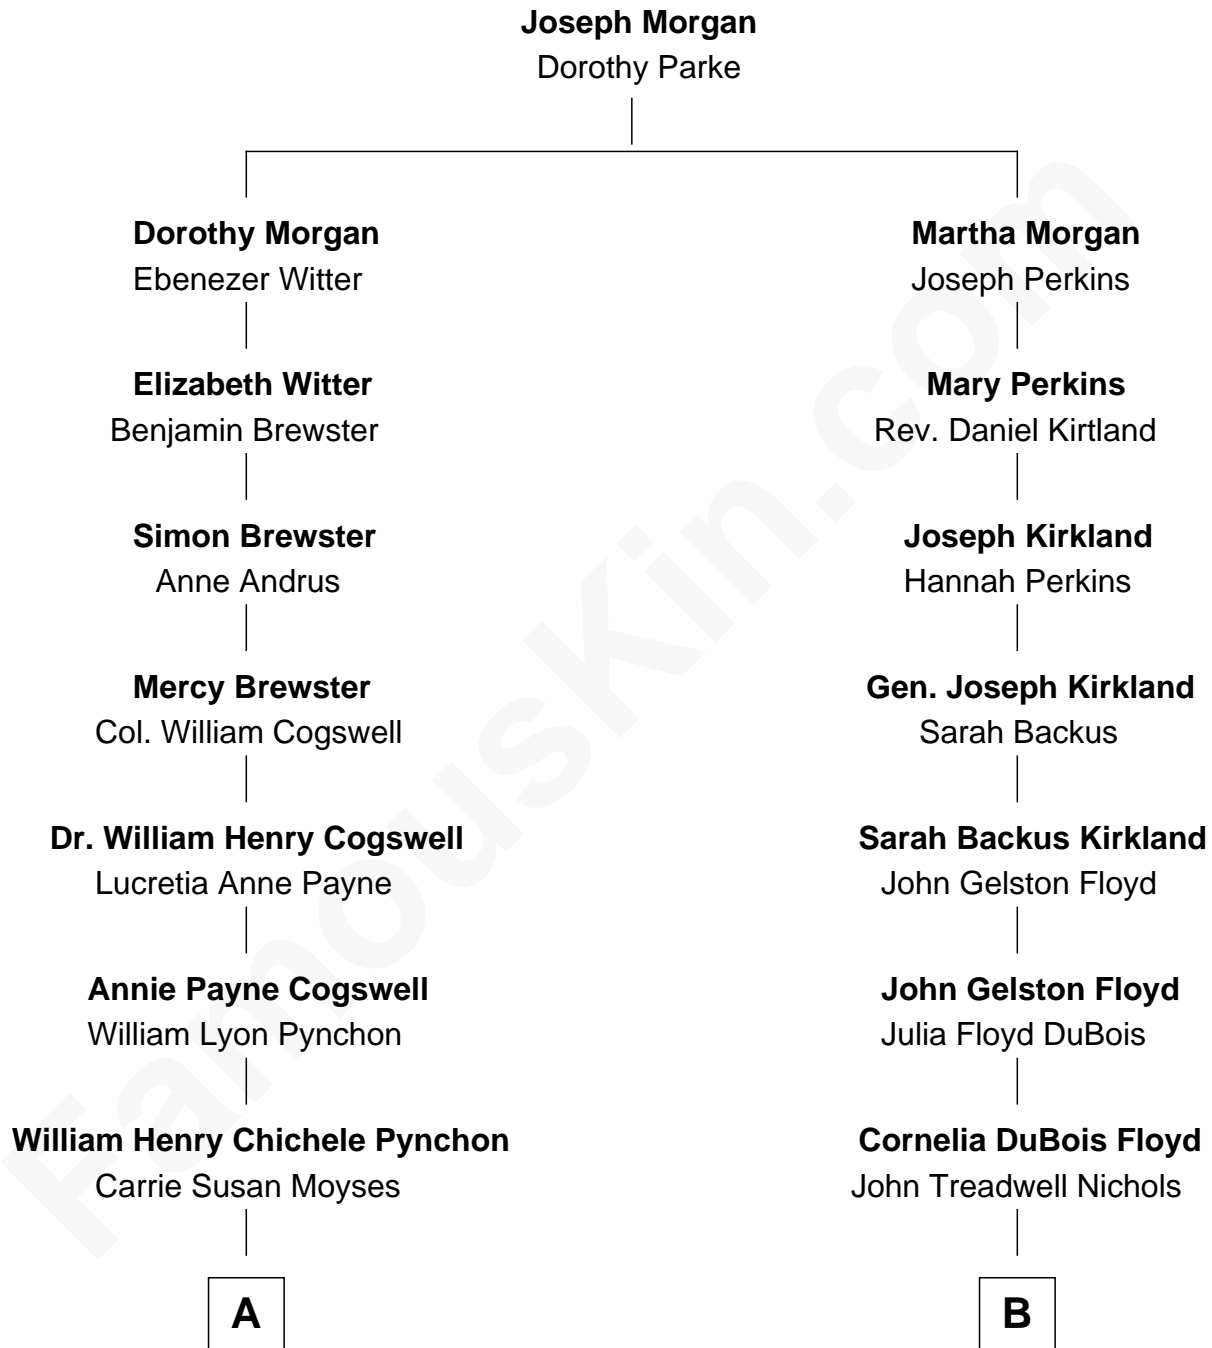 Joseph Morgan
Dorothy Parke
Dorothy Morgan
Ebenezer Witter
Elizabeth Witter
Benjamin Brewster
Simon Brewster
Anne Andrus
Mercy Brewster
Col. William Cogswell
Dr. William Henry Cogswell
Lucretia Anne Payne
Annie Payne Cogswell
William Lyon Pynchon
William Henry Chichele Pynchon
Carrie Susan Moyses
A
Martha Morgan
Joseph Perkins
Mary Perkins
Rev. Daniel Kirtland
Joseph Kirkland
Hannah Perkins
Gen. Joseph Kirkland
Sarah Backus
Sarah Backus Kirkland
John Gelston Floyd
John Gelston Floyd
Julia Floyd DuBois
Cornelia DuBois Floyd
John Treadwell Nichols
B
FamousKin.com